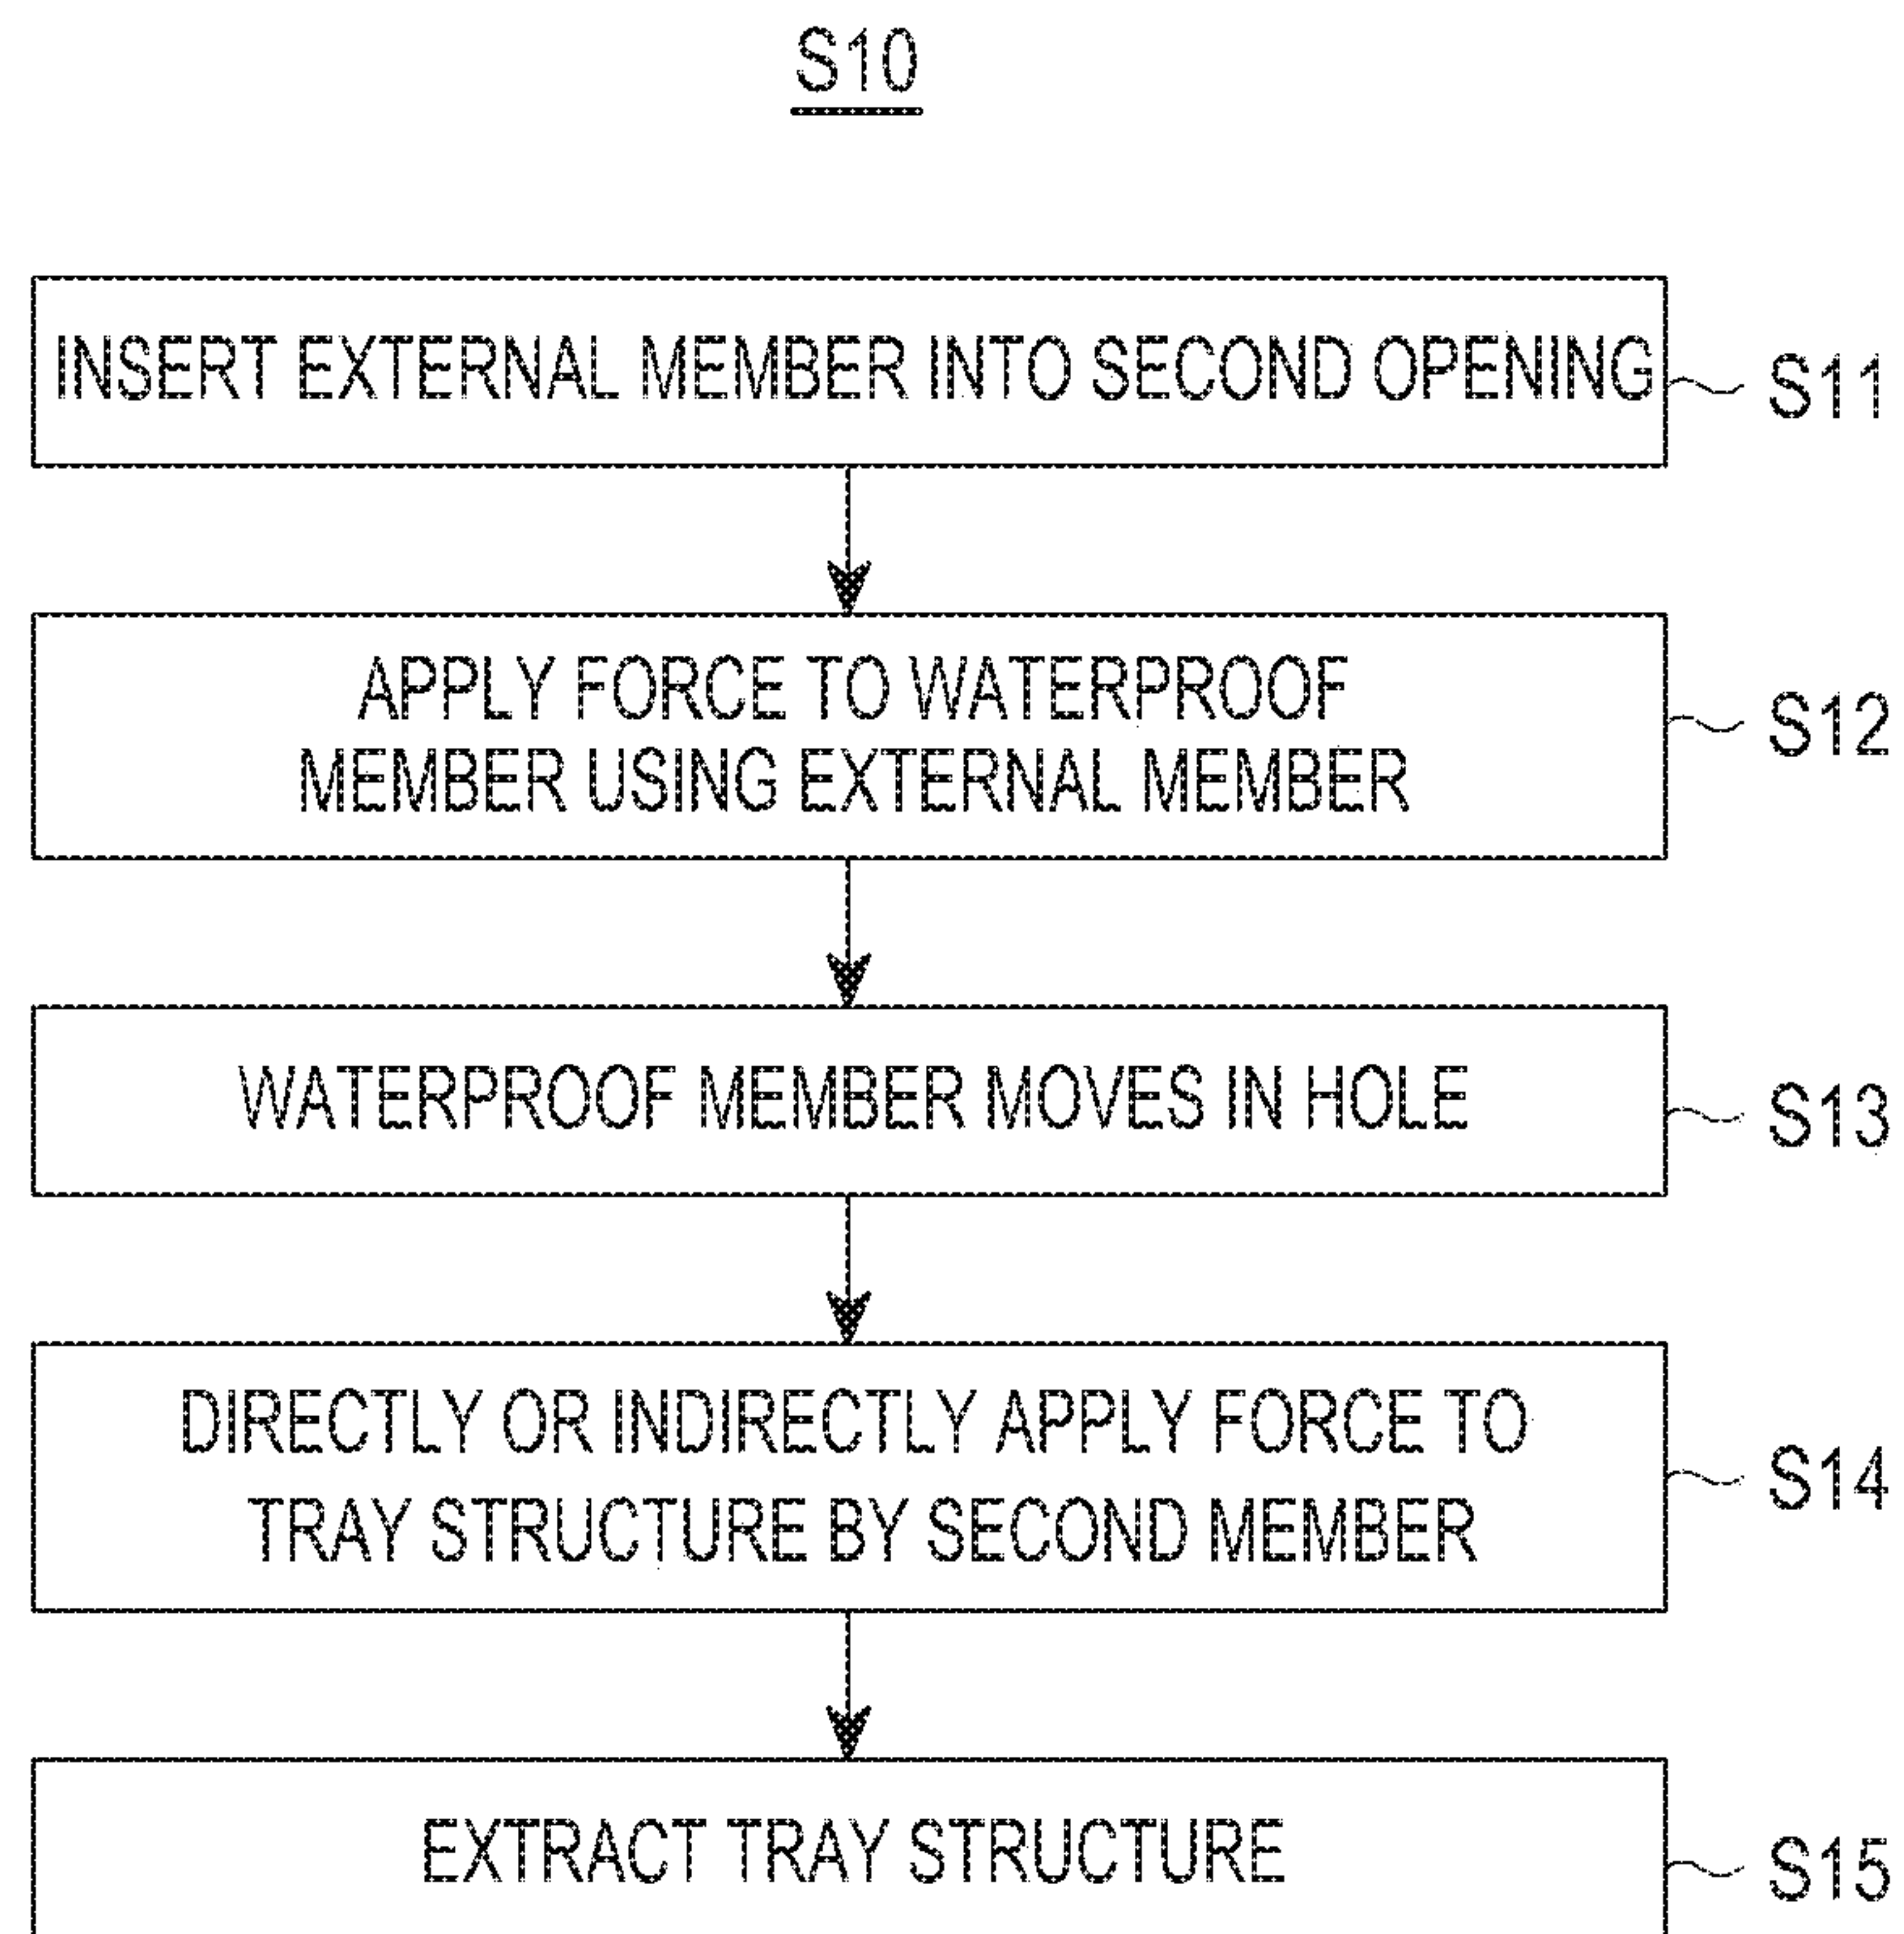 S10
INSERT EXTERNAL MEMBER INTO SECOND OPENING
S11
APPLY FORCE TO WATERPROOF
MEMBER USING EXTERNAL MEMBER
S12
WATERPROOF MEMBER MOVES IN HOLE
S13
DIRECTLY OR INDIRECTLY APPLY FORCE TO
TRAY STRUCTURE BY SECOND MEMBER
S14
EXTRACT TRAY STRUCTURE
S15